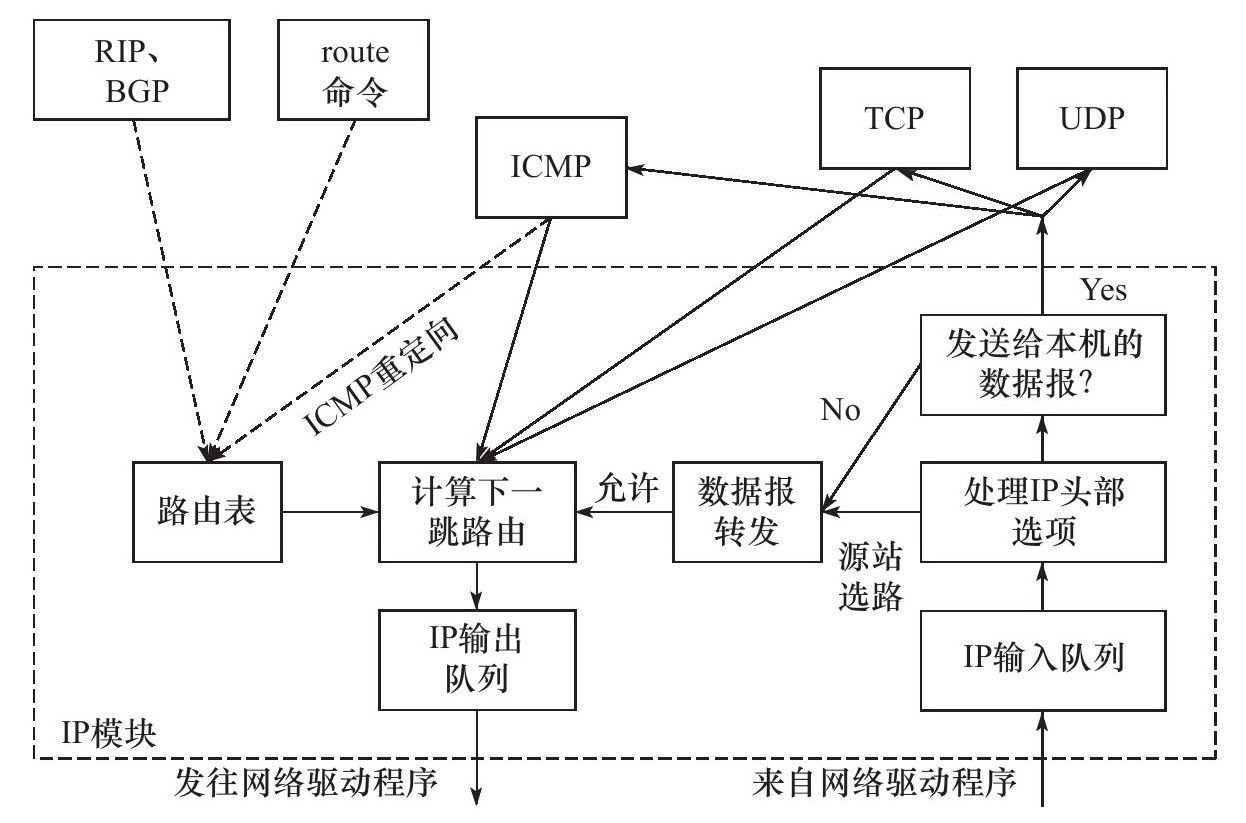 RIP、
BGP
route
命令
ICMP
TCP
UDP
Yes
发送给本机的
数据报？
ICMP重定向
No
路由表
计算下一
跳路由
允许
数据报
转发
处理IP头部
选项
源站
选路
IP输出
队列
IP输入队列
IP模块
发往网络驱动程序
来自网络驱动程序